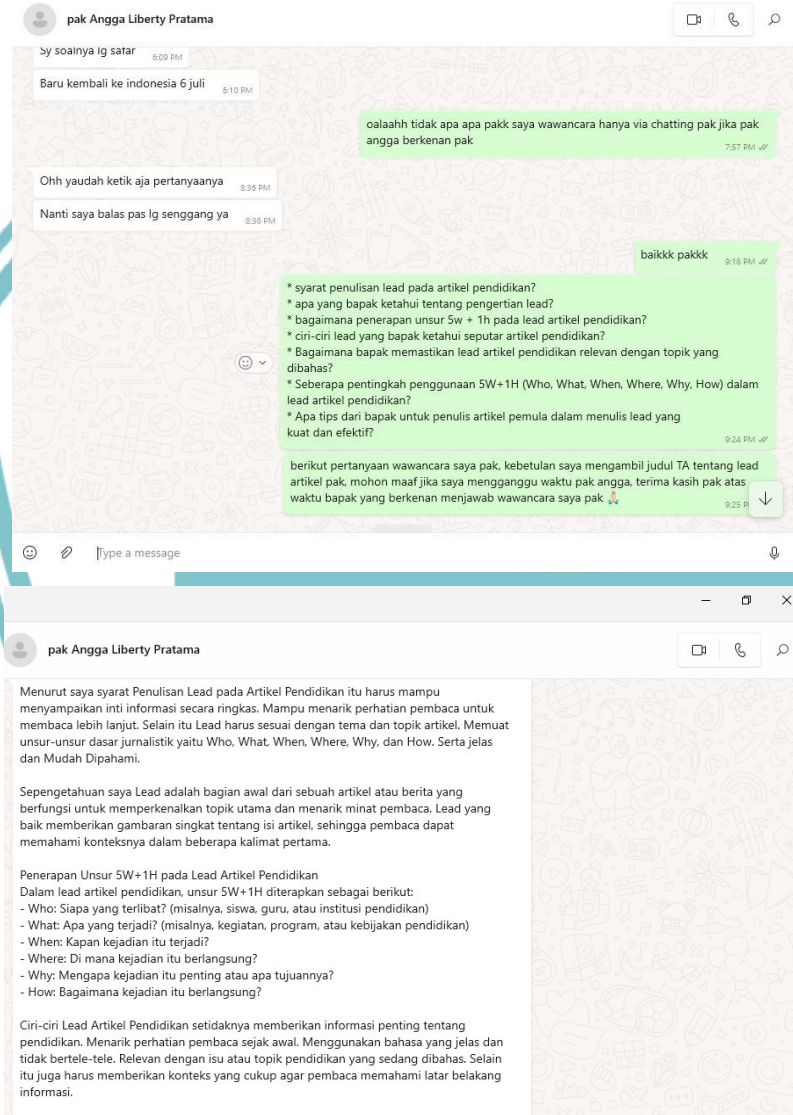 pak Angga Liberty Pratama
Sy soalnya lg safar 6:09 PM
Baru kembali ke indonesia 6 juli 6:10 PM
oalaahh tidak apa apa pakk saya wawancara hanya via chatting pak jika pak
angga berkenan pak 7:57 PM
Ohh yaudah ketik aja pertanyaanya 8:36 PM
Nanti saya balas pas lg senggang ya 8:36 PM
baikkk pakkk 9:18 PM
* syarat penulisan lead pada artikel pendidikan?
* apa yang bapak ketahui tentang pengertian lead?
* bagaimana penerapan unsur 5w + 1h pada lead artikel pendidikan?
* ciri-ciri lead yang bapak ketahui seputar artikel pendidikan?
* Bagaimana bapak memastikan lead artikel pendidikan relevan dengan topik yang
dibahas?
* Seberapa pentingkah penggunaan 5W+1H (Who, What, When, Where, Why, How) dalam
lead artikel pendidikan?
* Apa tips dari bapak untuk penulis artikel pemula dalam menulis lead yang
kuat dan efektif? 9:24 PM
berikut pertanyaan wawancara saya pak, kebetulan saya mengambil judul TA tentang lead
artikel pak, mohon maaf jika saya mengganggu waktu pak angga, terima kasih pak atas
waktu bapak yang berkenan menjawab wawancara saya pak 🙏🏻 9:25 P
Type a message
pak Angga Liberty Pratama
Menurut saya syarat Penulisan Lead pada Artikel Pendidikan itu harus mampu
menyampaikan inti informasi secara ringkas. Mampu menarik perhatian pembaca untuk
membaca lebih lanjut. Selain itu Lead harus sesuai dengan tema dan topik artikel. Memuat
unsur-unsur dasar jurnalistik yaitu Who, What, When, Where, Why, dan How. Serta jelas
dan Mudah Dipahami.
Sepengetahuan saya Lead adalah bagian awal dari sebuah artikel atau berita yang
berfungsi untuk memperkenalkan topik utama dan menarik minat pembaca. Lead yang
baik memberikan gambaran singkat tentang isi artikel, sehingga pembaca dapat
memahami konteksnya dalam beberapa kalimat pertama.
Penerapan Unsur 5W+1H pada Lead Artikel Pendidikan
Dalam lead artikel pendidikan, unsur 5W+1H diterapkan sebagai berikut:
- Who: Siapa yang terlibat? (misalnya, siswa, guru, atau institusi pendidikan)
- What: Apa yang terjadi? (misalnya, kegiatan, program, atau kebijakan pendidikan)
- When: Kapan kejadian itu terjadi?
- Where: Di mana kejadian itu berlangsung?
- Why: Mengapa kejadian itu penting atau apa tujuannya?
- How: Bagaimana kejadian itu berlangsung?
Ciri-ciri Lead Artikel Pendidikan setidaknya memberikan informasi penting tentang
pendidikan. Menarik perhatian pembaca sejak awal. Menggunakan bahasa yang jelas dan
tidak bertele-tele. Relevan dengan isu atau topik pendidikan yang sedang dibahas. Selain
itu juga harus memberikan konteks yang cukup agar pembaca memahami latar belakang
informasi.